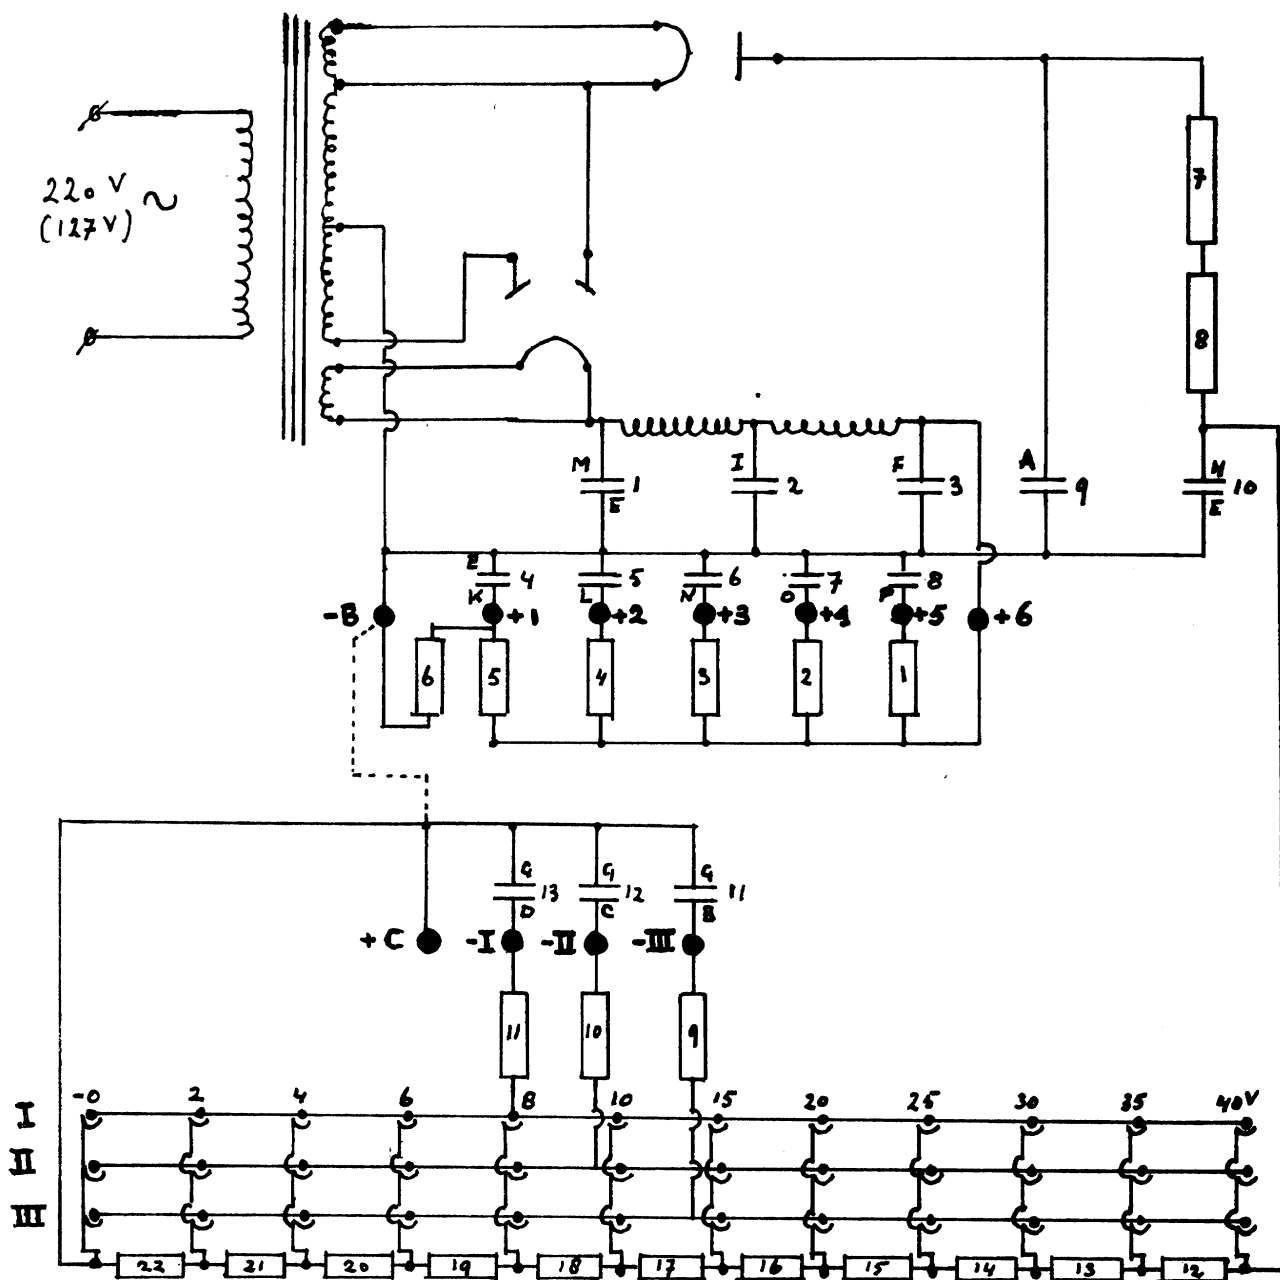 220 V ~
(127 V)
7
8
M 1 E
I 2
F 3
A 9
H 10 E
E 4 K
5 L
6 N
7 O
8 P
-B +1 +2 +3 +4 +5 +6
6 5 4 3 2 1
G 13 D
G 12 C
G 11 B
+C -I -II -III
11 10 9
-0 2 4 6 8 10 15 20 25 30 35 40V
I
II
III
22 21 20 19 18 17 16 15 14 13 12